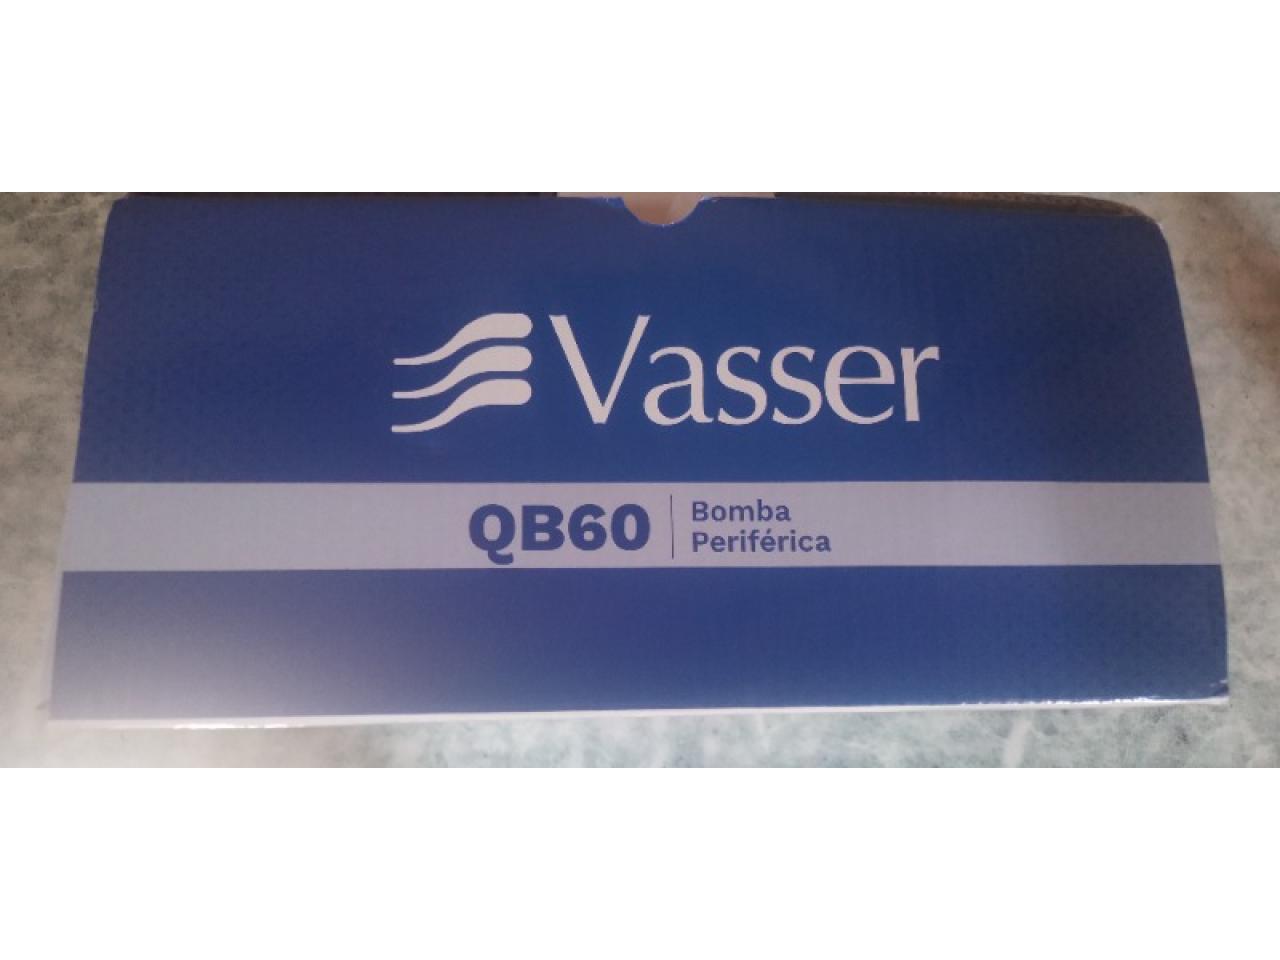 Vasser
QB60
Bomba
Periférica